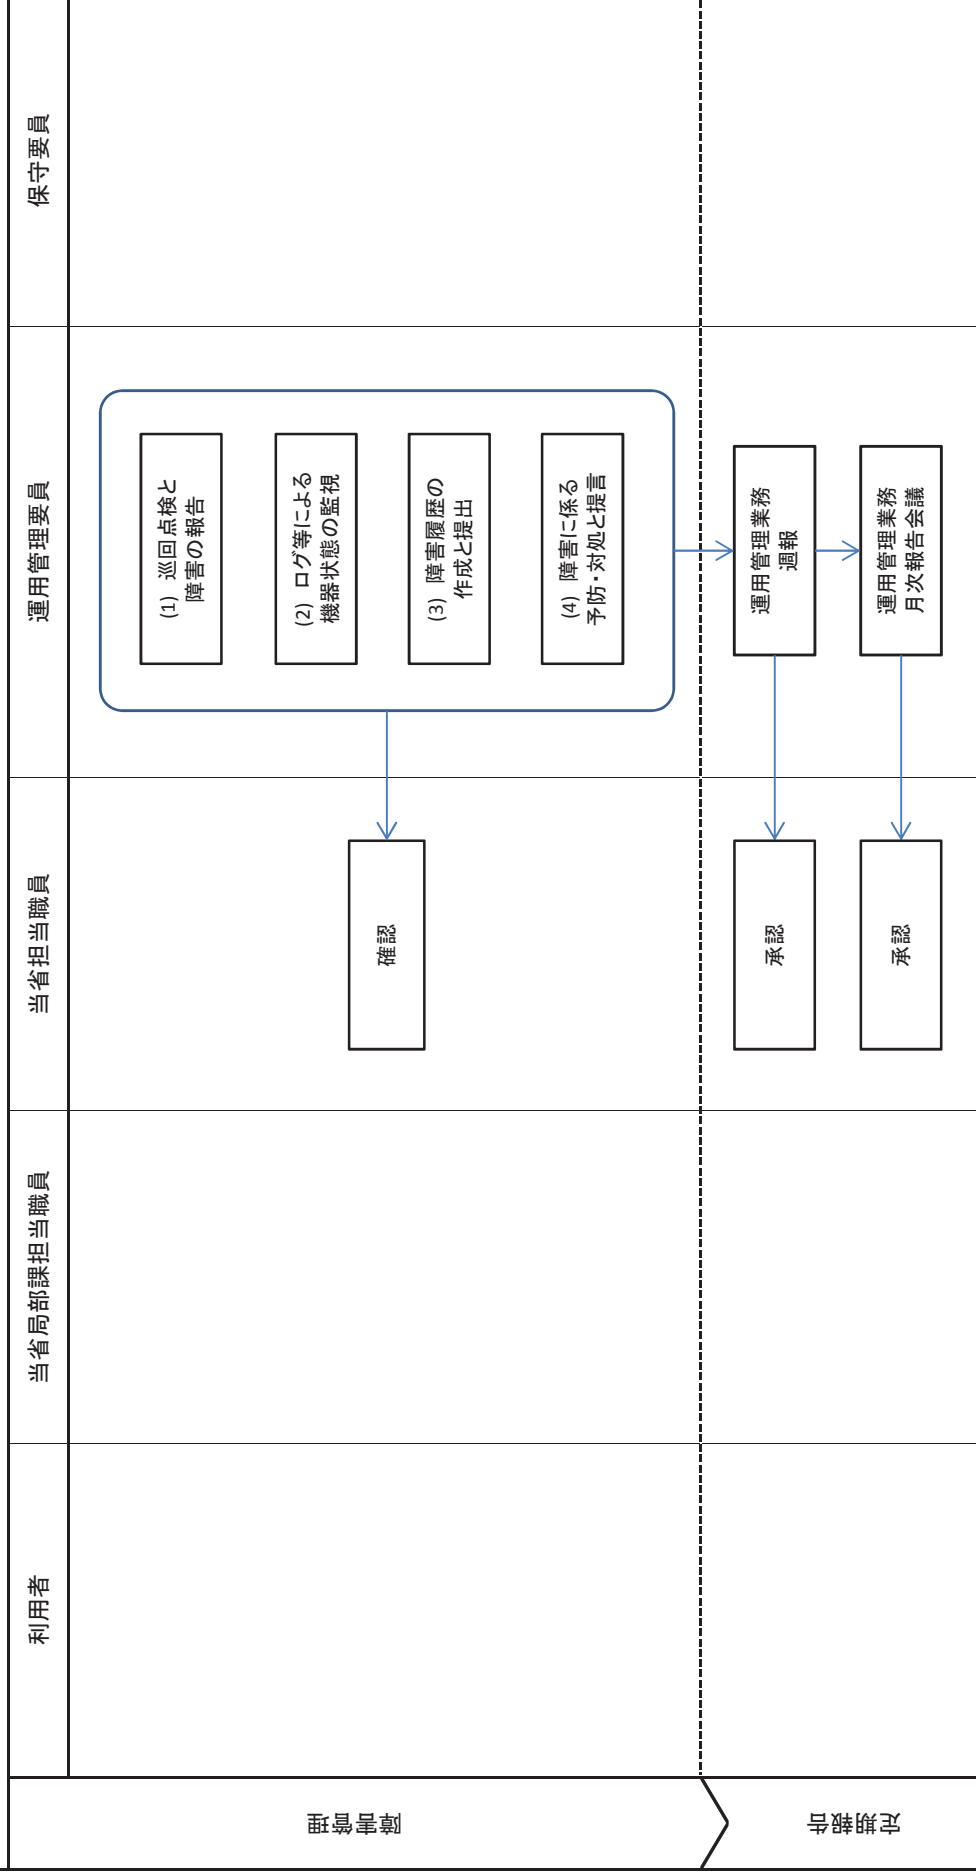 利用者
当省局部課担当職員
当省担当職員
運用管理要員
保守要員
障害管理
(1) 巡回点検と
障害の報告
(2) ログ等による
機器状態の監視
(3) 障害履歴の
作成と提出
(4) 障害に係る
予防・対処と提言
確認
定期報告
運用管理業務
週報
承認
運用管理業務
月次報告会議
承認